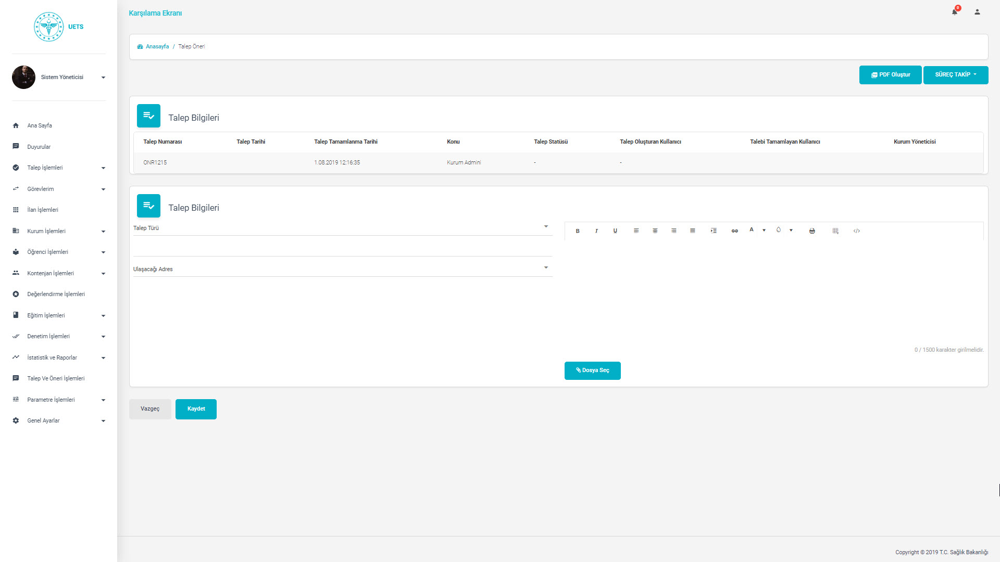 UETS
Sistem Yöneticisi
Ana Sayfa
Duyurular
Talep İşlemleri
Görevlerim
İlan İşlemleri
Kurum İşlemleri
Öğrenci İşlemleri
Kontenjan İşlemleri
Değerlendirme İşlemleri
Eğitim İşlemleri
Denetim İşlemleri
İstatistik ve Raporlar
Talep Ve Öneri İşlemleri
Parametre İşlemleri
Genel Ayarlar
Karşılama Ekranı
0
Anasayfa / Talep Öneri
PDF Oluştur SÜREÇ TAKİP
Talep Bilgileri
Talep Numarası Talep Tarihi Talep Tamamlanma Tarihi Konu Talep Statüsü Talep Oluşturan Kullanıcı Talebi Tamamlayan Kullanıcı Kurum Yöneticisi
ONR1215 1.08.2019 12:16:35 Kurum Admini - -
Talep Bilgileri
Talep Türü
Ulaşacağı Adres
B I U A </>
0 / 1500 karakter girilmelidir.
Dosya Seç
Vazgeç Kaydet
Copyright © 2019 T.C. Sağlık Bakanlığı